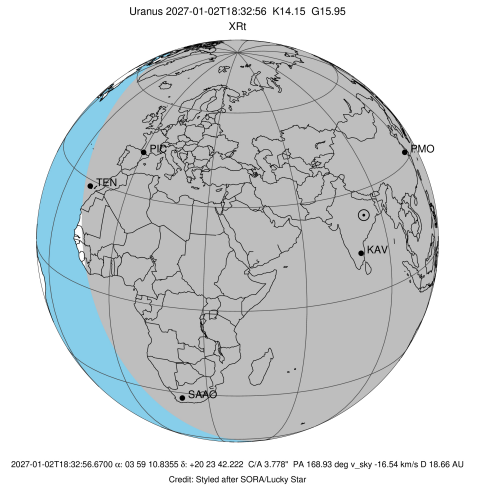 Uranus 2027-01-02T18:32:56 K14.15 G15.95
XRt
PIC
PMO
TEN
KAV
SAAO
2027-01-02T18:32:56.6700 α: 03 59 10.8355 δ: +20 23 42.222 C/A 3.778" PA 168.93 deg v_sky -16.54 km/s D 18.66 AU
Credit: Styled after SORA/Lucky Star